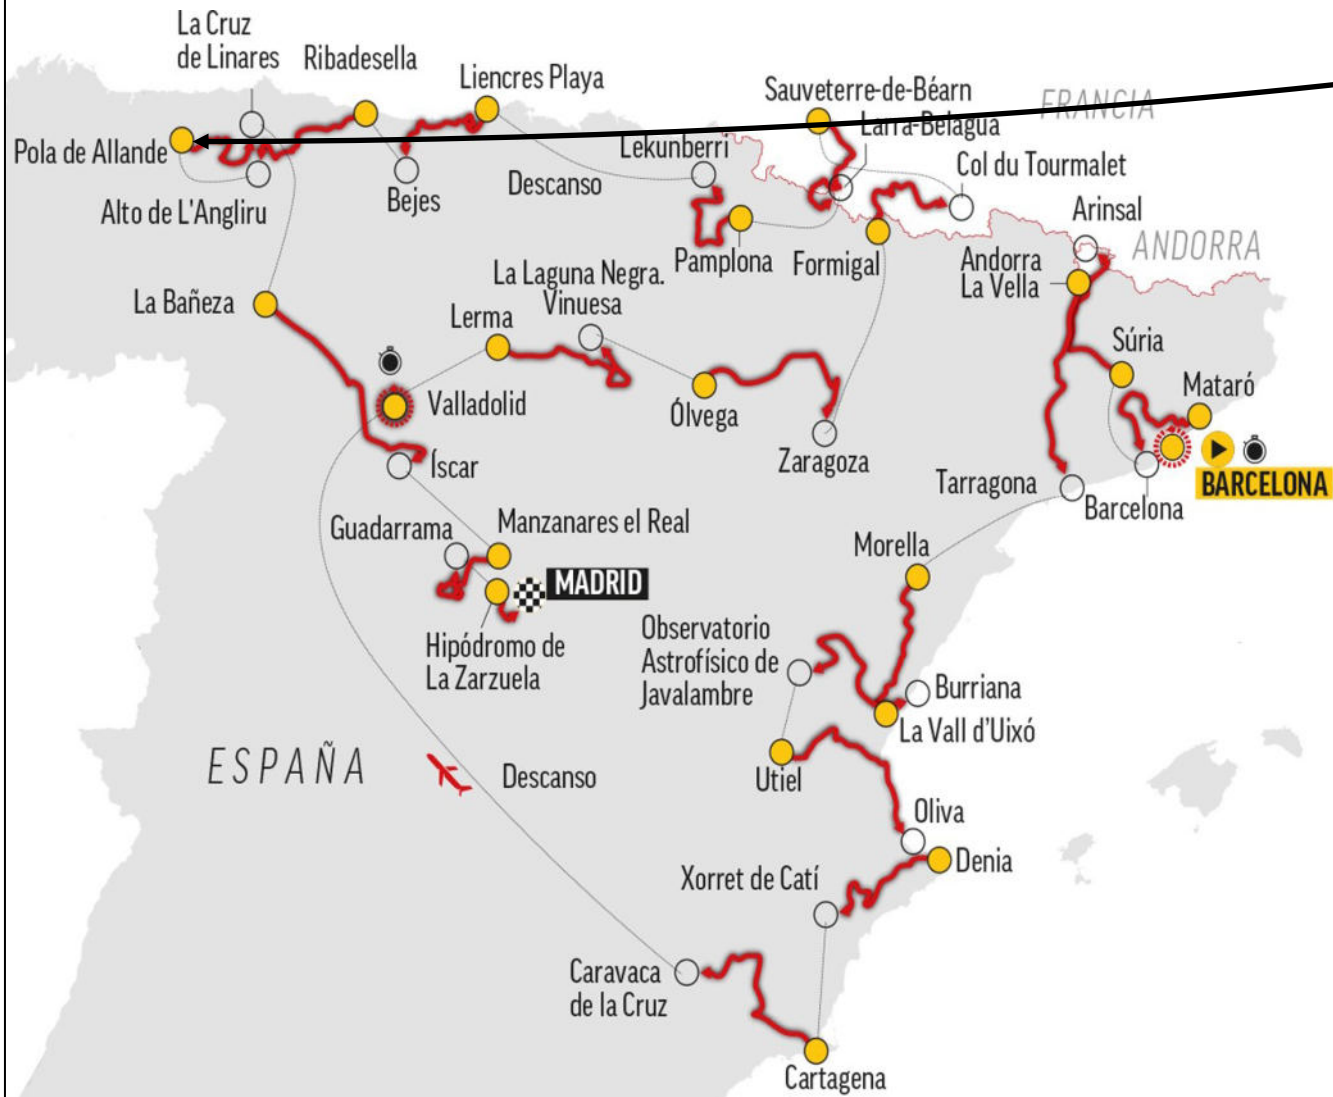 La Cruz
de Linares
Ribadesella
Liencres Playa
Sauveterre-de-Béarn
FRANCIA
Larra-Belagua
Pola de Allande
Lekunberri
Col du Tourmalet
Alto de L'Angliru
Bejes
Descanso
Arinsal
ANDORRA
Pamplona
Formigal
Andorra
La Vella
La Laguna Negra.
Vinuesa
La Bañeza
Lerma
Súria
Mataró
Valladolid
Ólvega
Zaragoza
Íscar
Tarragona
Barcelona
BARCELONA
Guadarrama
Manzanares el Real
Morella
MADRID
Hipódromo de
La Zarzuela
Observatorio
Astrofísico de
Javalambre
Burriana
La Vall d'Uixó
ESPAÑA
Descanso
Utiel
Oliva
Denia
Xorret de Catí
Caravaca
de la Cruz
Cartagena